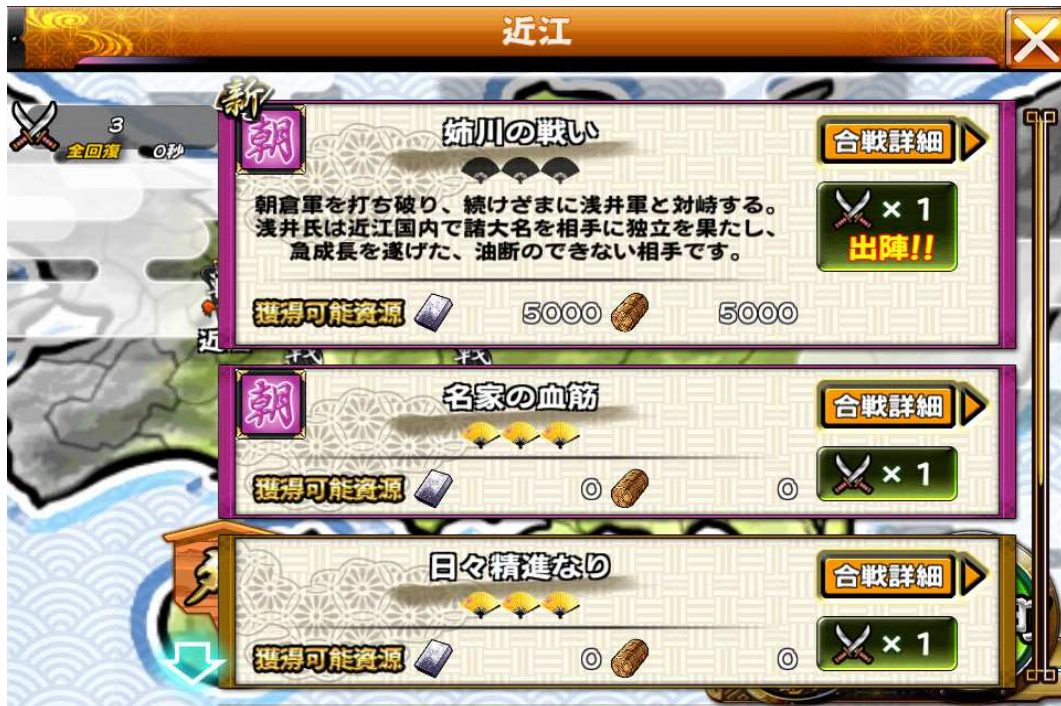 近江
3
全回復 0秒
新
朝
姉川の戦い
合戦詳細
朝倉軍を打ち破り、続けざまに浅井軍と対峙する。
浅井氏は近江国内で諸大名を相手に独立を果たし、
急成長を遂げた、油断のできない相手です。
× 1
出陣!!
獲得可能資源 5000 5000
近
戦 戦
朝
名家の血筋
合戦詳細
獲得可能資源 0 0
× 1
日々精進なり
合戦詳細
獲得可能資源 0 0
× 1